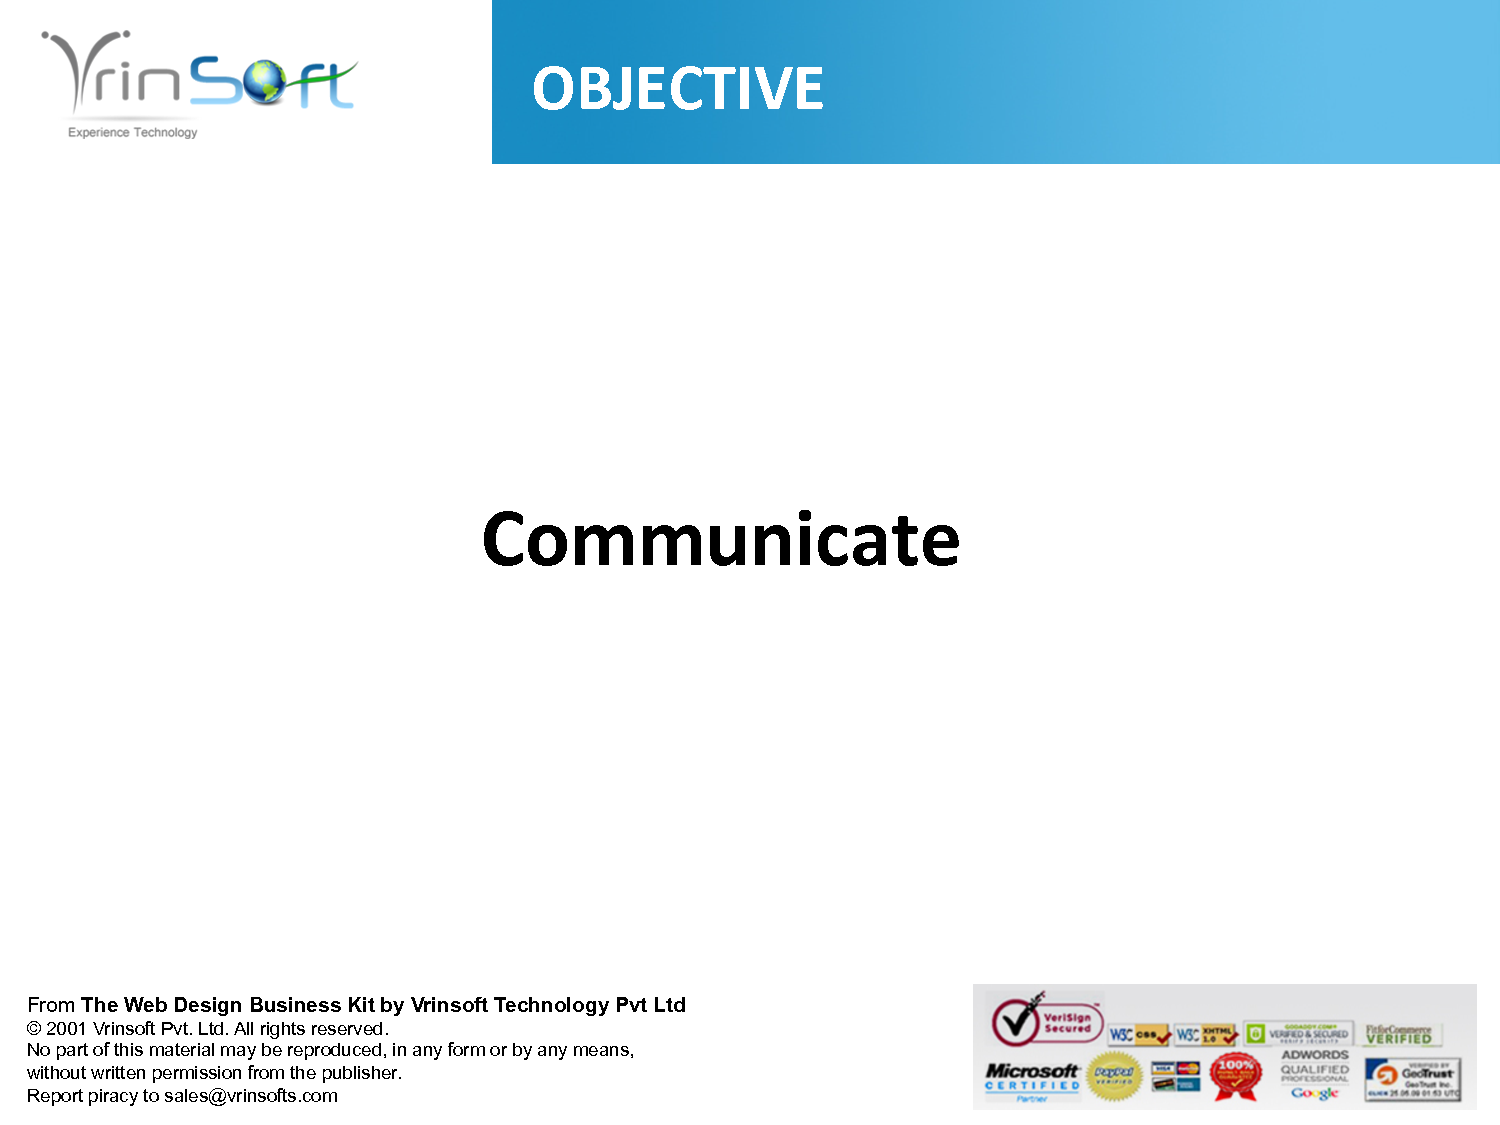 VrinSoft
Experience Technology
OBJECTIVE
Communicate
From The Web Design Business Kit by Vrinsoft Technology Pvt Ltd
© 2001 Vrinsoft Pvt. Ltd. All rights reserved.
No part of this material may be reproduced, in any form or by any means,
without written permission from the publisher.
Report piracy to sales@vrinsofts.com
VeriSign
Secured
W3C css
W3C XHTML
1.0
GODADDY.COM
VERIFIED & SECURED
VERIFY SECURITY
FitforCommerce
VERIFIED
Microsoft
CERTIFIED
Partner
PayPal
VERIFIED
VISA
100%
ADWORDS
QUALIFIED
PROFESSIONAL
Google
VERIFIED BY
GeoTrust
GeoTrust Inc.